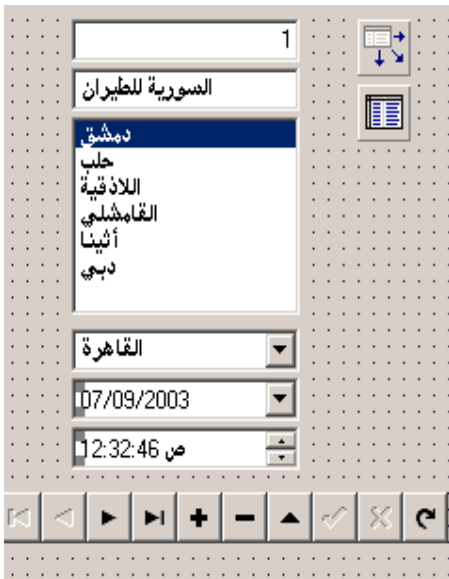 1
السورية للطيران
دمشق
حلب
اللاذقية
القامشلي
أثينا
دبي
القاهرة
07/09/2003
12:32:46 ص